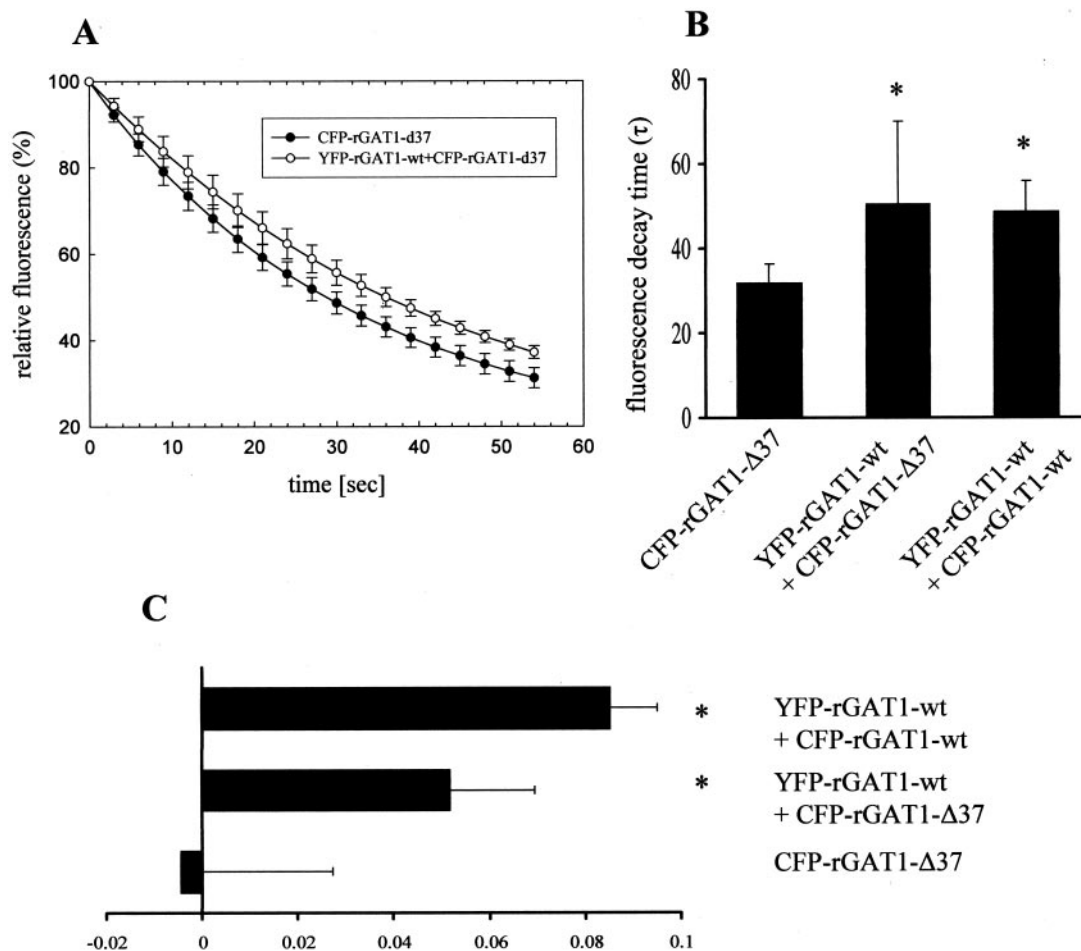 A
relative fluorescence (%)
100
80
60
40
20
0
10
20
30
40
50
60
time [sec]
CFP-rGAT1-d37
YFP-rGAT1-wt+CFP-rGAT1-d37
B
fluorescence decay time (τ)
80
60
40
20
0
*
*
CFP-rGAT1-Δ37
YFP-rGAT1-wt
+ CFP-rGAT1-Δ37
YFP-rGAT1-wt
+ CFP-rGAT1-wt
C
*
YFP-rGAT1-wt
+ CFP-rGAT1-wt
*
YFP-rGAT1-wt
+ CFP-rGAT1-Δ37
CFP-rGAT1-Δ37
-0.02
0
0.02
0.04
0.06
0.08
0.1